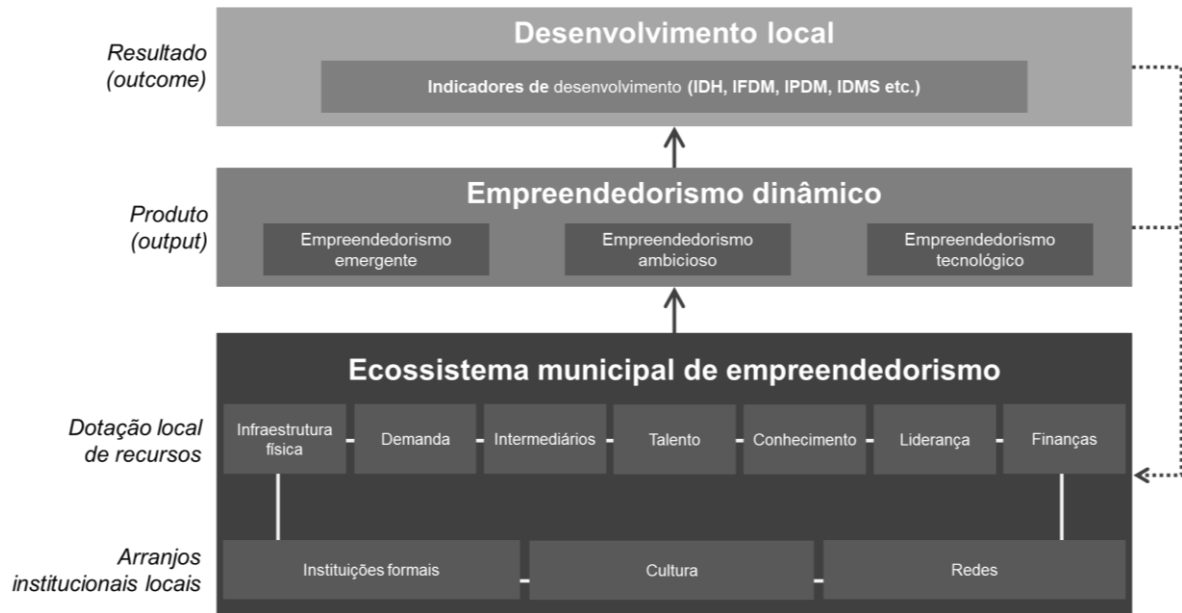 Resultado
(outcome)
Desenvolvimento local
Indicadores de desenvolvimento (IDH, IFDM, IPDM, IDMS etc.)
Produto
(output)
Empreendedorismo dinâmico
Empreendedorismo
emergente
Empreendedorismo
ambicioso
Empreendedorismo
tecnológico
Ecossistema municipal de empreendedorismo
Dotação local
de recursos
Infraestrutura
física
Demanda
Intermediários
Talento
Conhecimento
Liderança
Finanças
Arranjos
institucionais locais
Instituições formais
Cultura
Redes